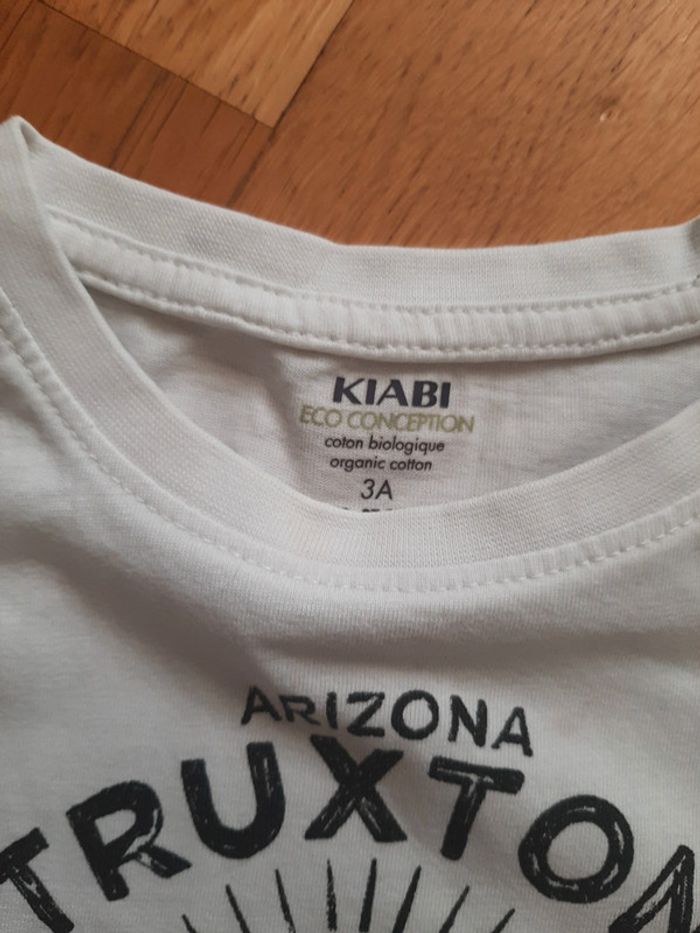 KIABI
ECO CONCEPTION
coton biologique
organic cotton
3A
ARIZONA
TRUXTON